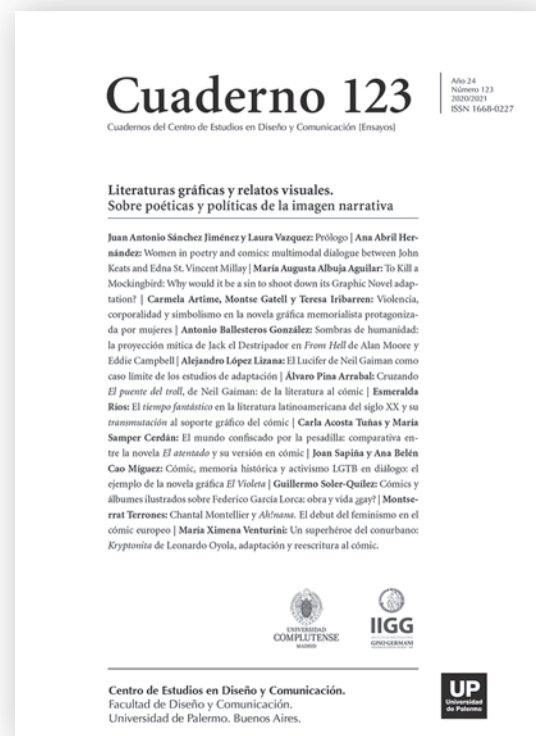 Cuaderno 123
Año 24
Número 123
2020/2021
ISSN 1668-0227
Cuadernos del Centro de Estudios en Diseño y Comunicación [Ensayos]
Literaturas gráficas y relatos visuales.
Sobre poéticas y políticas de la imagen narrativa
Juan Antonio Sánchez Jiménez y Laura Vazquez: Prólogo | Ana Abril Her-
nández: Women in poetry and comics: multimodal dialogue between John
Keats and Edna St. Vincent Millay | María Augusta Albuja Aguilar: To Kill a
Mockingbird: Why would it be a sin to shoot down its Graphic Novel adap-
tation? | Carmela Artime, Montse Gatell y Teresa Iribarren: Violencia,
corporalidad y simbolismo en la novela gráfica memorialista protagoniza-
da por mujeres | Antonio Ballesteros González: Sombras de humanidad:
la proyección mítica de Jack el Destripador en From Hell de Alan Moore y
Eddie Campbell | Alejandro López Lizana: El Lucifer de Neil Gaiman como
caso límite de los estudios de adaptación | Álvaro Pina Arrabal: Cruzando
El puente del troll, de Neil Gaiman: de la literatura al cómic | Esmeralda
Ríos: El tiempo fantástico en la literatura latinoamericana del siglo XX y su
transmutación al soporte gráfico del cómic | Carla Acosta Tuñas y María
Samper Cerdán: El mundo confiscado por la pesadilla: comparativa en-
tre la novela El atentado y su versión en cómic | Joan Sapiña y Ana Belén
Cao Míguez: Cómic, memoria histórica y activismo LGTB en diálogo: el
ejemplo de la novela gráfica El Violeta | Guillermo Soler-Quílez: Cómics y
álbumes ilustrados sobre Federico García Lorca: obra y vida ¿gay? | Montse-
rrat Terrones: Chantal Montellier y Ah!nana. El debut del feminismo en el
cómic europeo | María Ximena Venturini: Un superhéroe del conurbano:
Kryptonita de Leonardo Oyola, adaptación y reescritura al cómic.
UNIVERSIDAD
COMPLUTENSE
MADRID
IIGG
GINO GERMANI
Centro de Estudios en Diseño y Comunicación.
Facultad de Diseño y Comunicación.
Universidad de Palermo. Buenos Aires.
UP
Universidad
de Palermo